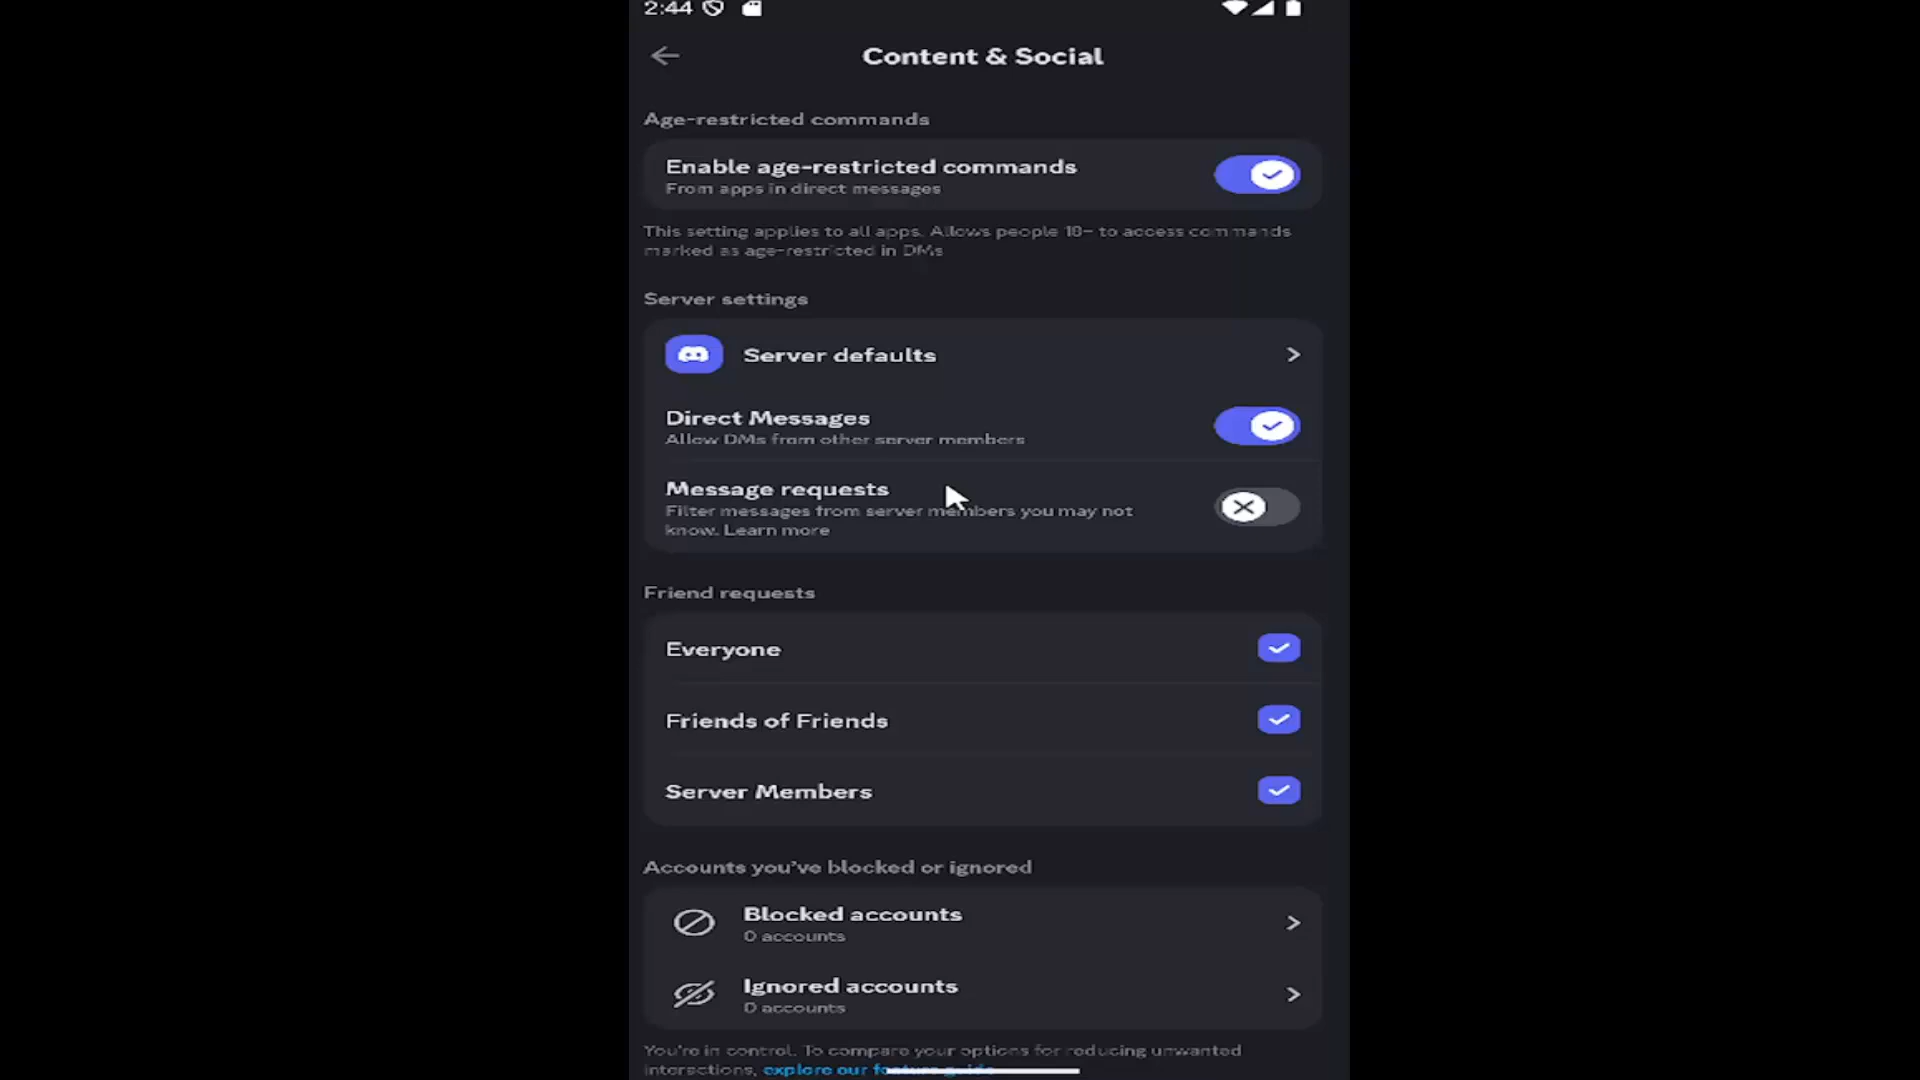 2:44
Content & Social
Age-restricted commands
Enable age-restricted commands
From apps in direct messages
This setting applies to all apps. Allows people 18+ to access commands
marked as age-restricted in DMs
Server settings
Server defaults
Direct Messages
Allow DMs from other server members
Message requests
Filter messages from server members you may not
know. Learn more
Friend requests
Everyone
Friends of Friends
Server Members
Accounts you've blocked or ignored
Blocked accounts
0 accounts
Ignored accounts
0 accounts
You're in control. To compare your options for reducing unwanted
interactions, explore our feature guide